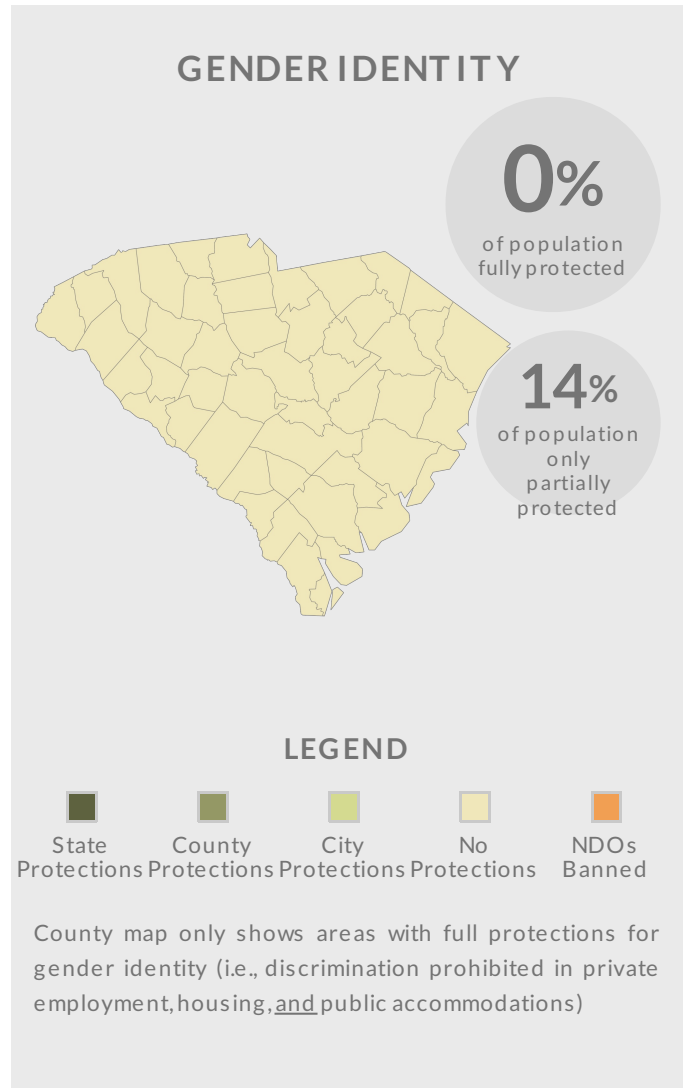 GENDER IDENTITY
0%
of population
fully protected
14%
of population
only
partially
protected
LEGEND
State
Protections
County
Protections
City
Protections
No
Protections
NDOs
Banned
County map only shows areas with full protections for
gender identity (i.e., discrimination prohibited in private
employment, housing, and public accommodations)